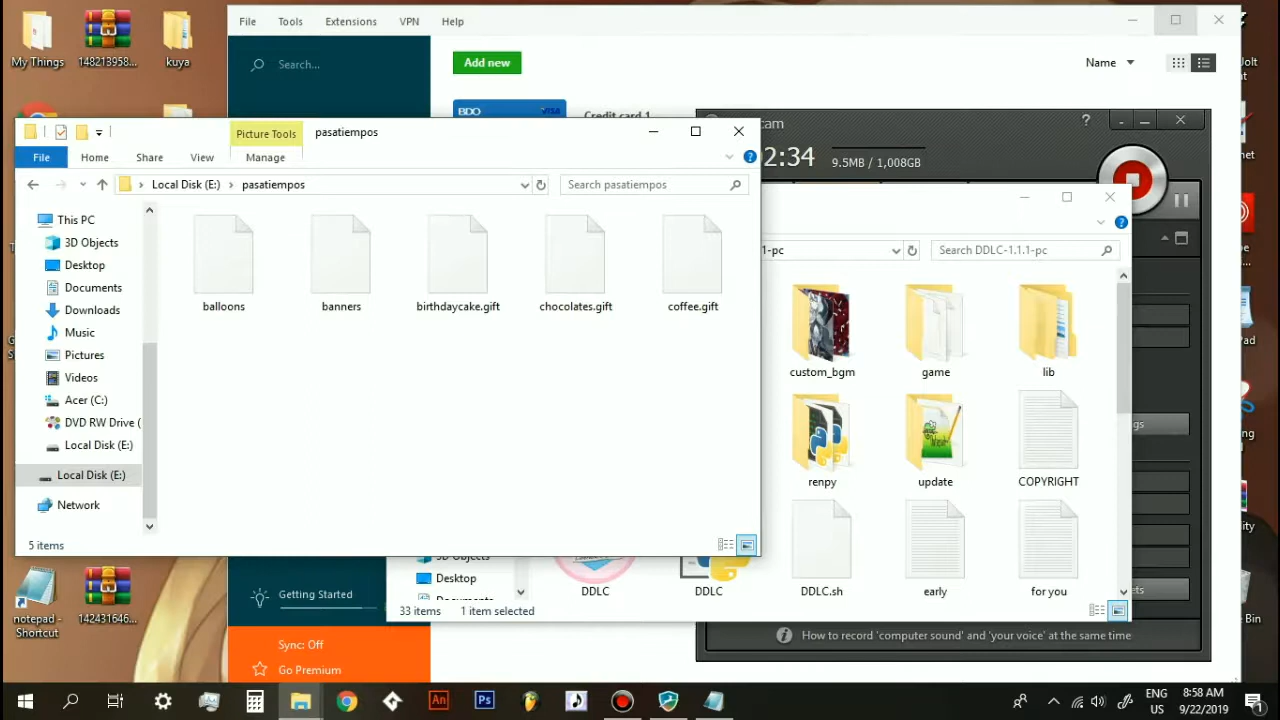 My Things
148213958...
kuya
File Tools Extensions VPN Help
Search...
Add new
Name
BDO VISA
Credit card 1
Picture Tools pasatiempos
File Home Share View Manage
Local Disk (E:) pasatiempos
Search pasatiempos
This PC
3D Objects
Desktop
Documents
Downloads
Music
Pictures
Videos
Acer (C:)
DVD RW Drive (
Local Disk (E:)
Local Disk (E:)
Network
balloons
banners
birthdaycake.gift
chocolates.gift
coffee.gift
5 items
cam
2:34
9.5MB / 1,008GB
1-pc
Search DDLC-1.1.1-pc
custom_bgm
game
lib
renpy
update
COPYRIGHT
DDLC
DDLC
DDLC.sh
early
for you
3D Objects
Desktop
Documents
33 items 1 item selected
How to record 'computer sound' and 'your voice' at the same time
Getting Started
Sync: Off
Go Premium
notepad -
Shortcut
142431646...
An
Ps
ENG
US
8:58 AM
9/22/2019
1